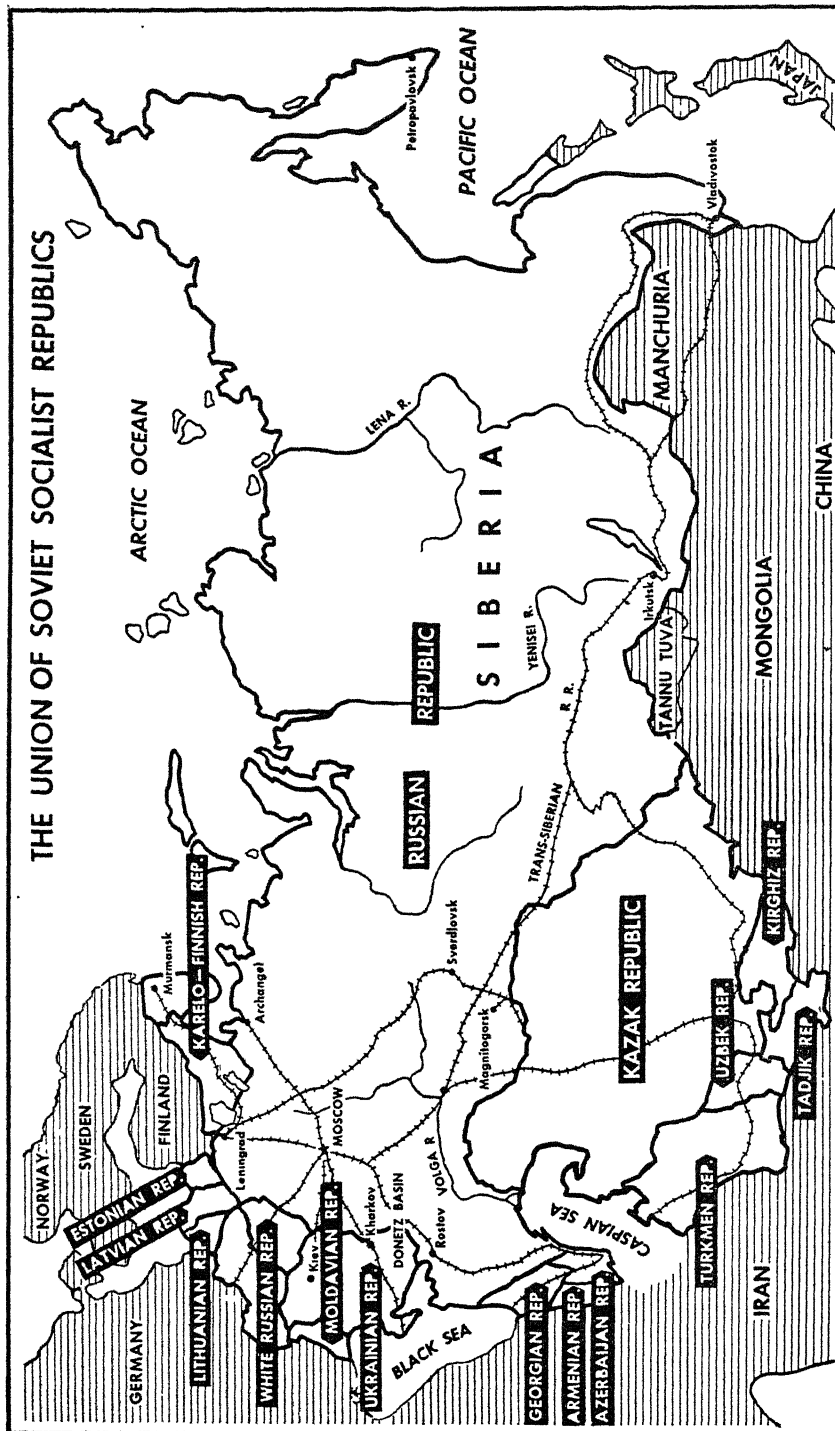 THE UNION OF SOVIET SOCIALIST REPUBLICS
ARCTIC OCEAN
PACIFIC OCEAN
NORWAY
SWEDEN
FINLAND
GERMANY
ESTONIAN REP.
LATVIAN REP.
LITHUANIAN REP.
WHITE RUSSIAN REP.
MOLDAVIAN REP.
UKRAINIAN REP.
KARELO—FINNISH REP.
Murmansk
Archangel
Leningrad
MOSCOW
Kiev
Kharkov
DONETZ BASIN
Rostov
VOLGA R
BLACK SEA
GEORGIAN REP.
ARMENIAN REP.
AZERBAIJAN REP.
CASPIAN SEA
Sverdlovsk
Magnitogorsk
RUSSIAN
REPUBLIC
SIBERIA
LENA R.
YENISEI R.
TRANS-SIBERIAN
R R.
KAZAK REPUBLIC
UZBEK REP.
KIRGHIZ REP.
TADJIK REP.
TURKMEN REP.
IRAN
Irkutsk
TANNU TUVA
MONGOLIA
CHINA
MANCHURIA
Vladivostok
Petropavlovsk
JAPAN